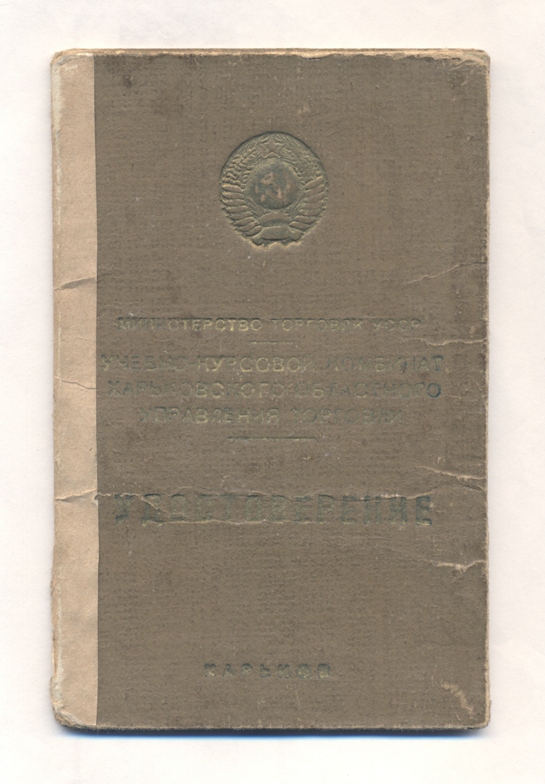 МИНИСТЕРСТВО ТОРГОВЛИ УССР
УЧЕБНО-КУРСОВОЙ КОМБИНАТ
ХАРЬКОВСКОГО ОБЛАСТНОГО
УПРАВЛЕНИЯ ТОРГОВЛИ
УДОСТОВЕРЕНИЕ
ХАРЬКОВ